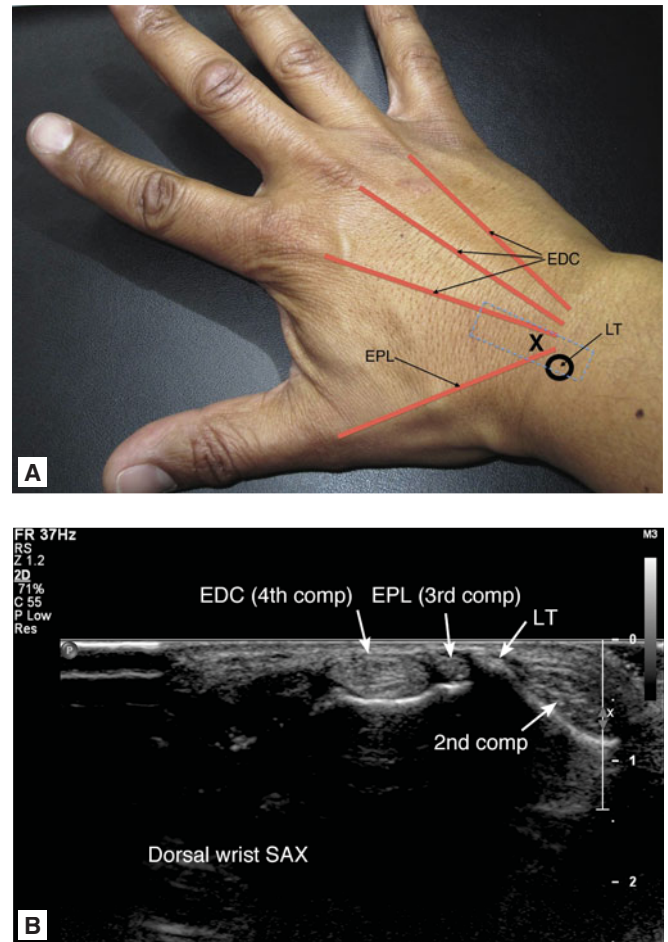 EDC
X
LT
EPL
A
FR 37Hz
RS
Z 1.2
2D
71%
C 55
P Low
Res
M3
EDC (4th comp) EPL (3rd comp)
LT
P
0
x
2nd comp
1
Dorsal wrist SAX
2
B